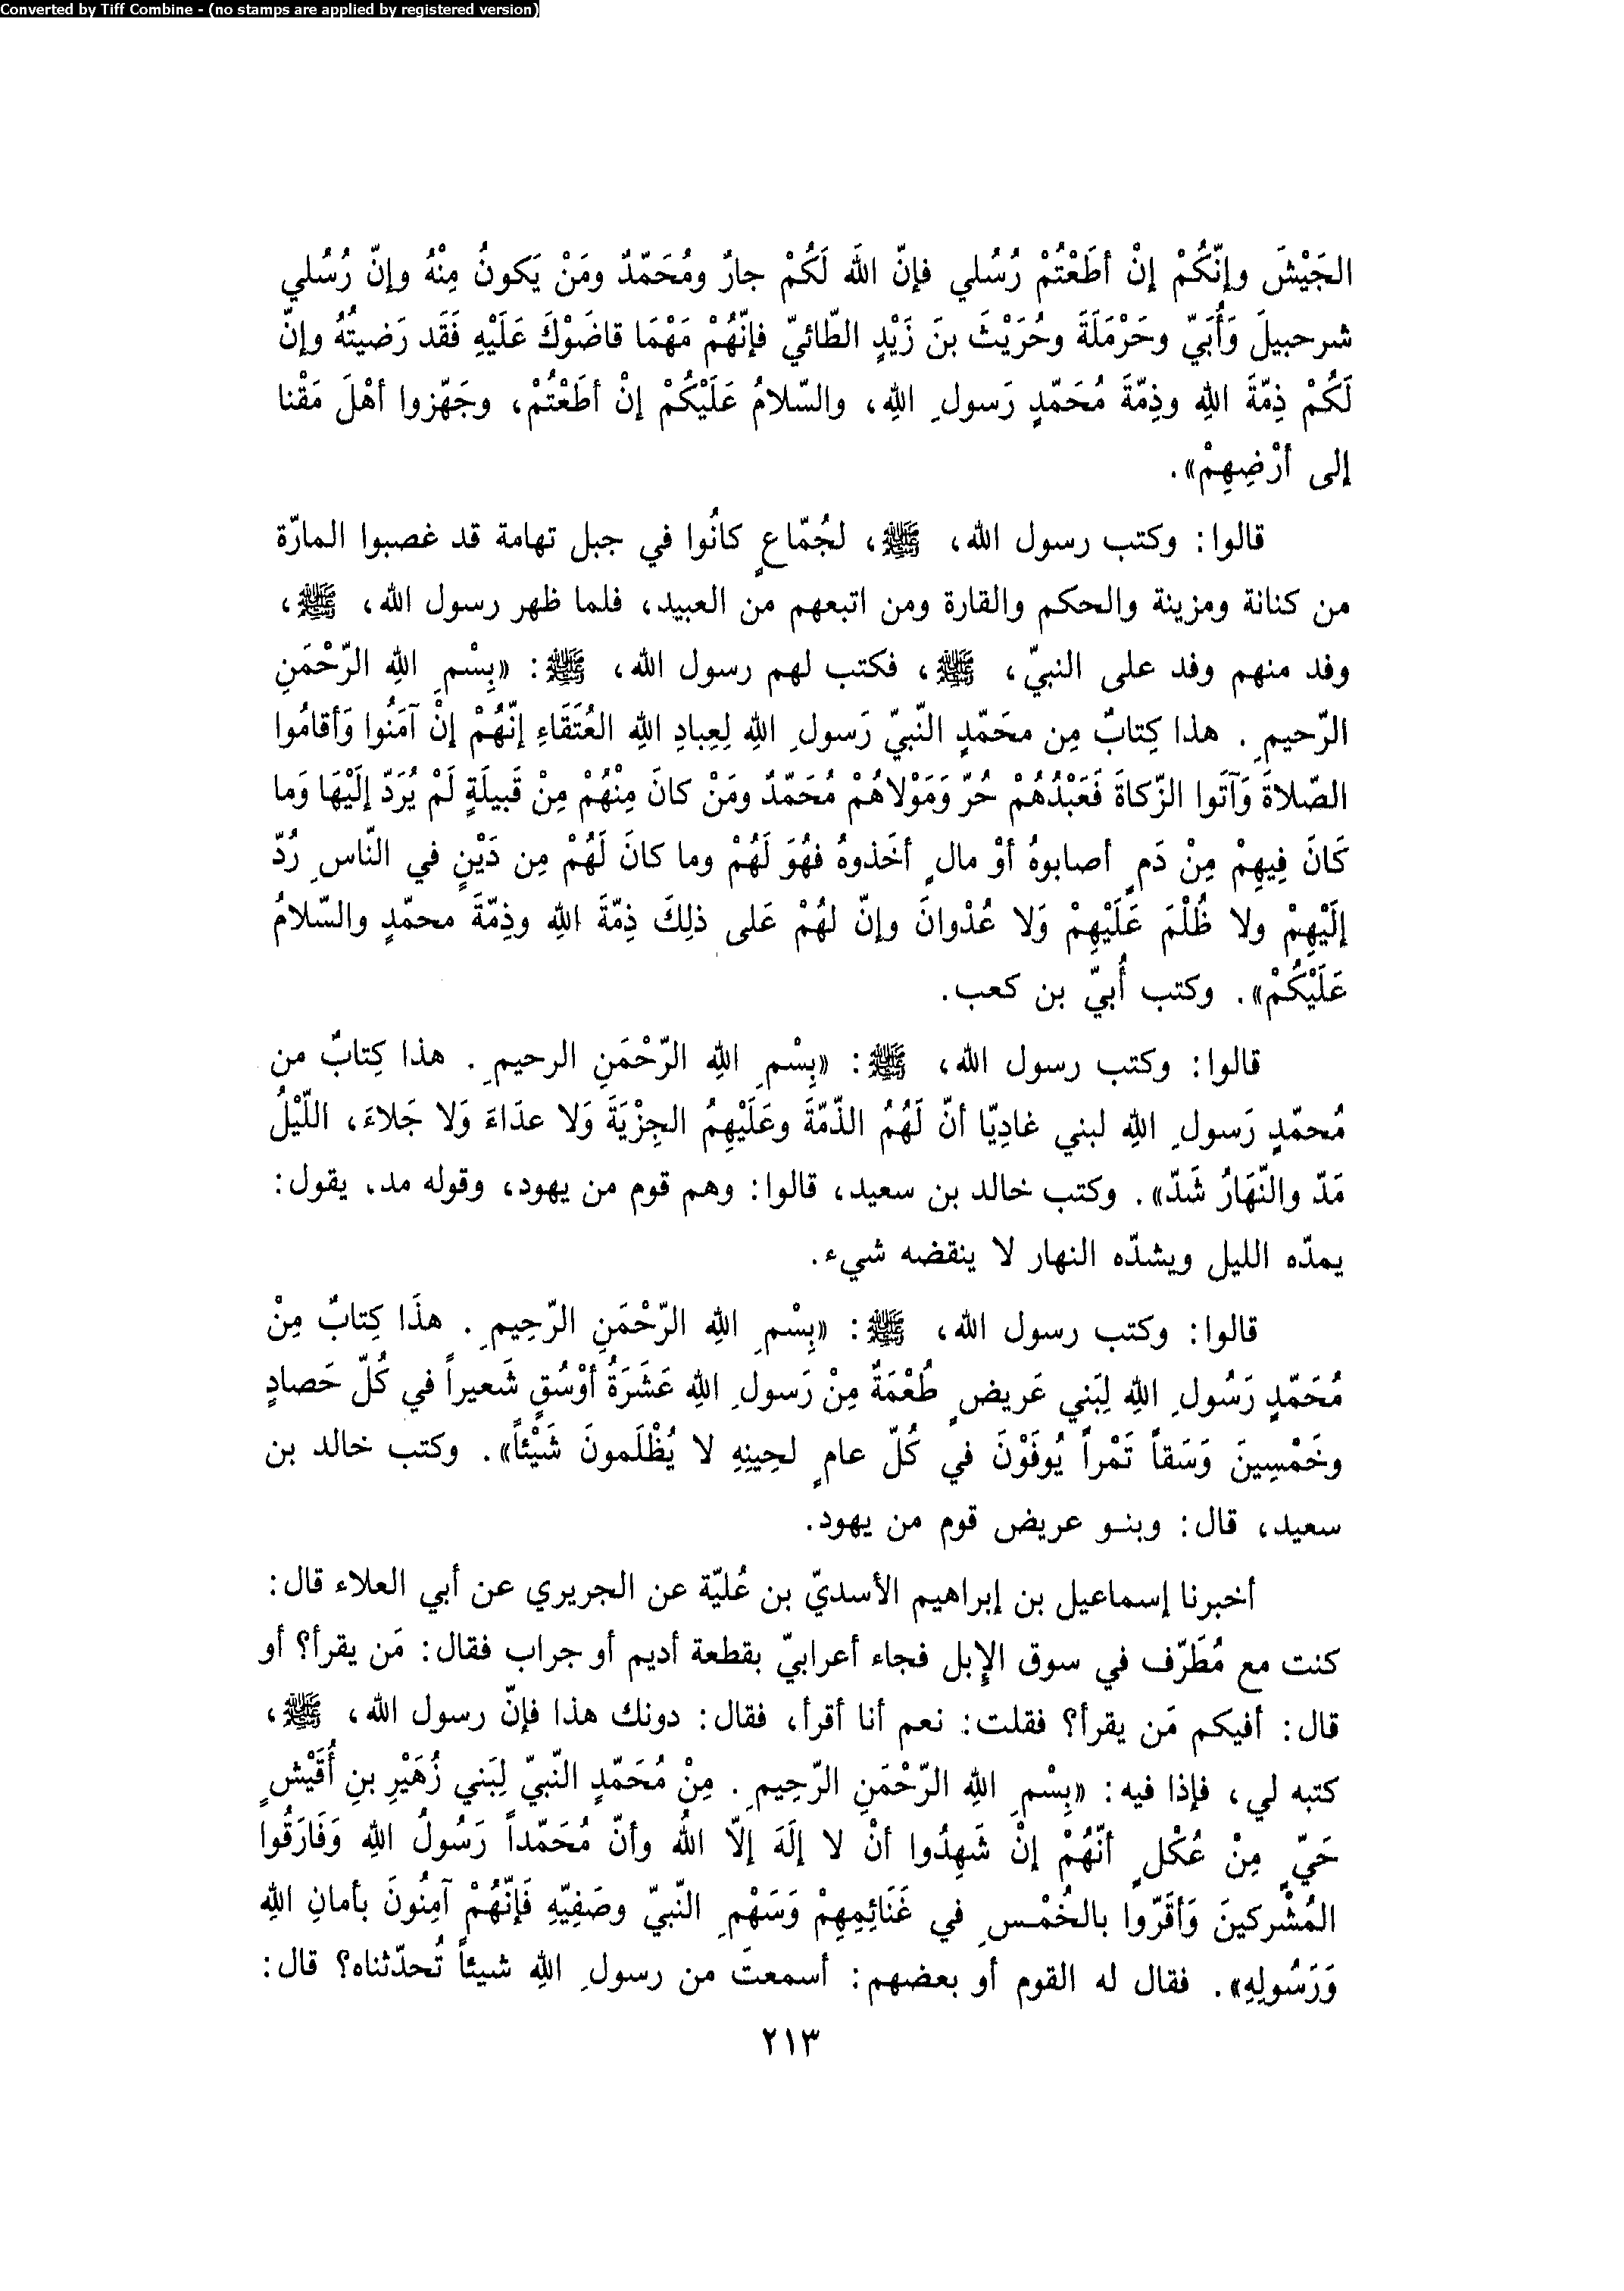 Converted by Tiff Combine - (no stamps are applied by registered version)
الجَيْشَ وإنّكُمْ إنْ أطَعْتُمْ رُسُلي فإنّ الله لَكُمْ جارٌ ومُحَمّدٌ ومَنْ يَكونُ مِنْهُ وإنّ رُسُلي
شرحبيلَ وَأُبَيّ وحَرْمَلَةَ وحُرَيْثَ بنَ زَيْدٍ الطّائيّ فإنّهُمْ مَهْمَا قاضَوْكَ عَلَيْهِ فَقَد رَضيتُهُ وإنّ
لَكُمْ ذِمّةَ اللهِ وذِمّةَ مُحَمّدٍ رَسولِ اللهِ، والسّلامُ عَلَيْكُمْ إنْ أطَعْتُمْ، وجَهّزوا أهْلَ مَقْنا
إلى أرْضِهِمْ».
قالوا: وكتب رسول الله، ﷺ، لجُمّاعٍ كانُوا في جبل تهامة قد غصبوا المارّة
من كنانة ومزينة والحكم والقارة ومن اتبعهم من العبيد، فلما ظهر رسول الله، ﷺ،
وفد منهم وفد على النبيّ، ﷺ، فكتب لهم رسول الله، ﷺ: «بِسْمِ اللهِ الرّحْمَنِ
الرّحيمِ. هذا كِتابٌ مِن محَمّدٍ النّبيّ رَسولِ اللهِ لِعِبادِ اللهِ العُتَقَاءِ إنّهُمْ إنْ آمَنُوا وَأقامُوا
الصّلاةَ وَآتَوا الزّكاةَ فَعَبْدُهُمْ حُرّ وَمَوْلاهُمْ مُحَمّدٌ ومَنْ كانَ مِنْهُمْ مِنْ قَبيلَةٍ لَمْ يُرَدّ إلَيْهَا وَما
كَانَ فِيهِمْ مِنْ دَمٍ أصابوهُ أوْ مالٍ أخَذوهُ فهُوَ لَهُمْ وما كانَ لَهُمْ مِن دَيْنٍ في النّاسِ رُدّ
إلَيْهِمْ ولا ظُلْمَ عَلَيْهِمْ وَلا عُدْوانَ وإنّ لهُمْ عَلى ذلِكَ ذِمّةَ اللهِ وذِمّةَ محمّدٍ والسّلامُ
عَلَيْكُمْ». وكتب أُبيّ بن كعب.
قالوا: وكتب رسول الله، ﷺ: «بِسْمِ اللهِ الرّحْمَنِ الرحيمِ. هذا كِتابٌ من
مُحمّدٍ رَسولِ اللهِ لبني غادِيّا أنّ لَهُمُ الذّمّةَ وعَلَيْهِمُ الجِزْيَةَ وَلا عدَاءَ وَلا جَلاءَ، اللّيْلُ
مَدّ والنّهَارُ شَدّ». وكتب خالد بن سعيد، قالوا: وهم قوم من يهود، وقوله مد، يقول:
يمدّه الليل ويشدّه النهار لا ينقضه شيء.
قالوا: وكتب رسول الله، ﷺ: «بِسْمِ اللهِ الرّحْمَنِ الرّحِيمِ. هذَا كِتابٌ مِنْ
مُحَمّدٍ رَسُولِ اللهِ لِبَني عَريضٍ طُعْمَةٌ مِنْ رَسولِ اللهِ عَشَرَةُ أوْسُقٍ شَعيراً في كُلّ حَصادٍ
وخَمْسِينَ وَسَقاً تَمْراً يُوفَوْنَ في كُلّ عامٍ لحِينِهِ لا يُظْلَمونَ شَيْئاً». وكتب خالد بن
سعيد، قال: وبنو عريض قوم من يهود.
أخبرنا إسماعيل بن إبراهيم الأسديّ بن عُليّة عن الجريري عن أبي العلاء قال:
كنت مع مُطَرّف في سوق الإبل فجاء أعرابيّ بقطعة أديم أو جراب فقال: مَن يقرأ؟ أو
قال: أفيكم مَن يقرأ؟ فقلت: نعم أنا أقرأ، فقال: دونك هذا فإنّ رسول الله، ﷺ،
كتبه لي، فإذا فيه: «بِسْمِ اللهِ الرّحْمَنِ الرّحِيمِ. مِنْ مُحَمّدٍ النّبيّ لِبَني زُهَيْرِ بنِ أُقَيْشٍ
حَيّ مِنْ عُكْلٍ أنّهُمْ إنْ شَهِدُوا أنْ لا إلَهَ إلاّ اللهُ وأنّ مُحَمّداً رَسُولُ اللهِ وَفَارَقُوا
المُشْركينَ وَأقَرّوا بالخُمْسِ في غَنَائِمِهِمْ وَسَهْمِ النّبيّ وصَفِيّهِ فَإنّهُمْ آمِنُونَ بأمانِ اللهِ
وَرَسُولِهِ». فقال له القوم أو بعضهم: أسمعتَ من رسولِ اللهِ شيئاً تُحدّثناه؟ قال:
٢١٣